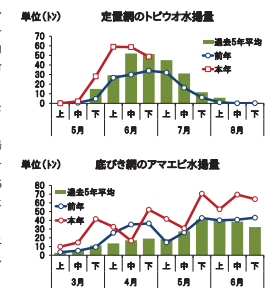 単位(トン) 定置網のトビウオ水揚量
70
60
50
40
30
20
10
0
過去5年平均
前年
本年
上 中 下 上 中 下 上 中 下 上 中 下
5月 6月 7月 8月
単位(トン) 底びき網のアマエビ水揚量
80
70
60
50
40
30
20
10
0
過去5年平均
前年
本年
上 中 下 上 中 下 上 中 下 上 中 下
3月 4月 5月 6月